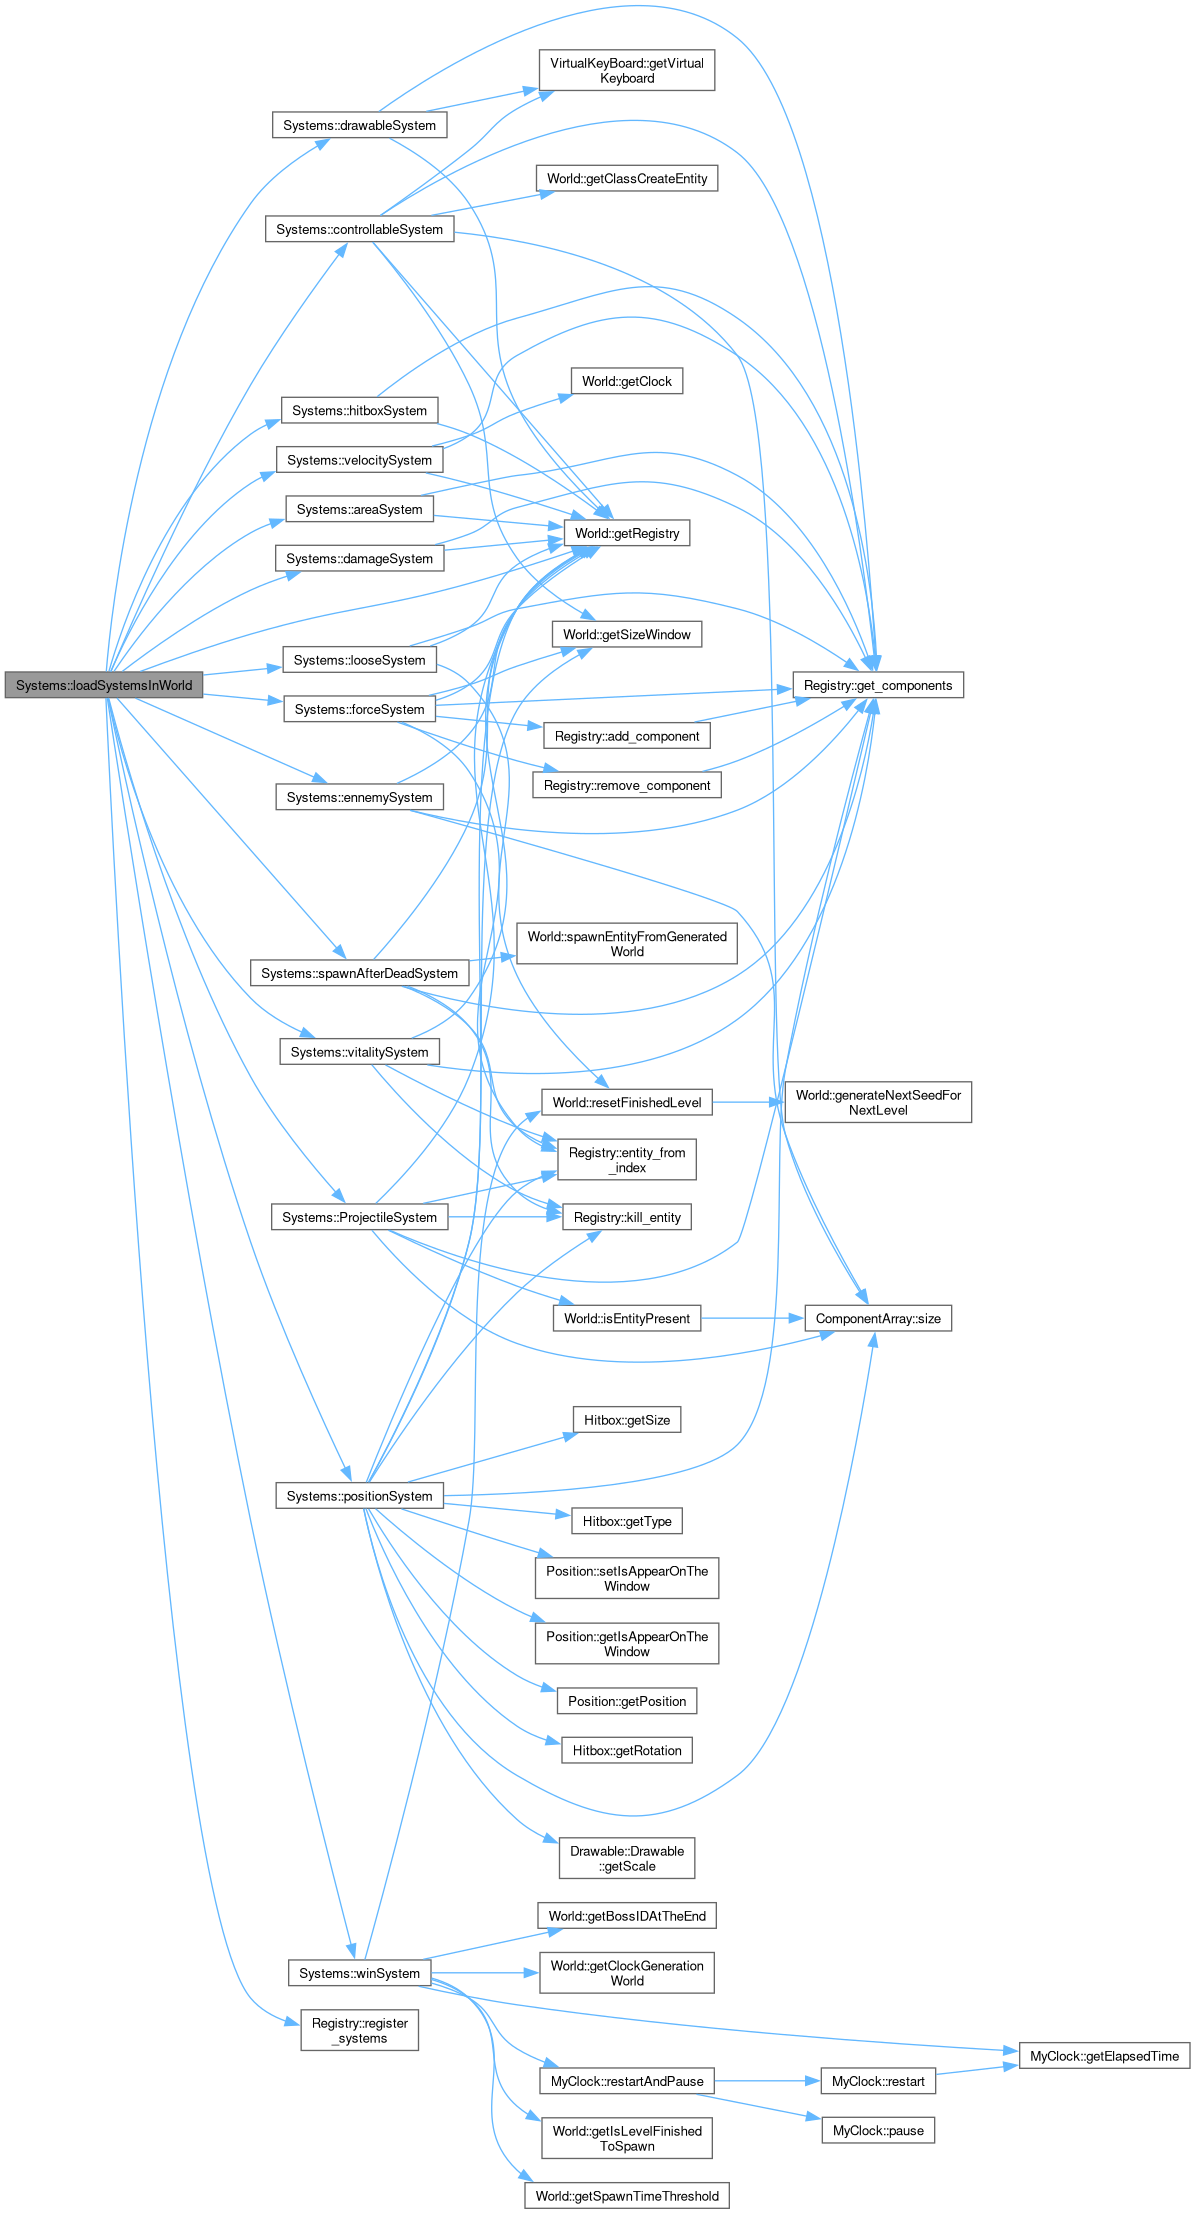 VirtualKeyBoard::getVirtual
Keyboard
Systems::drawableSystem
World::getClassCreateEntity
Systems::controllableSystem
World::getClock
Systems::hitboxSystem
Systems::velocitySystem
Systems::areaSystem
World::getRegistry
Systems::damageSystem
World::getSizeWindow
Systems::looseSystem
Systems::loadSystemsInWorld
Registry::get_components
Systems::forceSystem
Registry::add_component
Registry::remove_component
Systems::ennemySystem
World::spawnEntityFromGenerated
World
Systems::spawnAfterDeadSystem
Systems::vitalitySystem
World::resetFinishedLevel
World::generateNextSeedFor
NextLevel
Registry::entity_from
_index
Systems::ProjectileSystem
Registry::kill_entity
World::isEntityPresent
ComponentArray::size
Hitbox::getSize
Systems::positionSystem
Hitbox::getType
Position::setIsAppearOnThe
Window
Position::getIsAppearOnThe
Window
Position::getPosition
Hitbox::getRotation
Drawable::Drawable
::getScale
World::getBossIDAtTheEnd
Systems::winSystem
World::getClockGeneration
World
Registry::register
_systems
MyClock::getElapsedTime
MyClock::restartAndPause
MyClock::restart
World::getIsLevelFinished
ToSpawn
MyClock::pause
World::getSpawnTimeThreshold